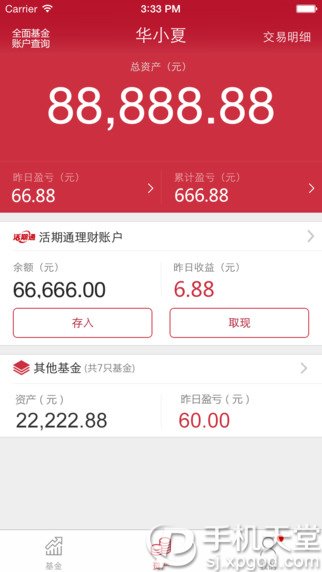 3:33 PM
全面基金
账户查询
华小夏
交易明细
总资产（元）
88,888.88
昨日盈亏（元）
累计盈亏（元）
66.88
666.88
活期通 活期通理财账户
余额（元）
昨日收益（元）
66,666.00
6.88
存入
取现
其他基金 (共7只基金)
资产（元）
昨日盈亏（元）
22,222.88
60.00
基金
手机天堂
sj.xpgod.com